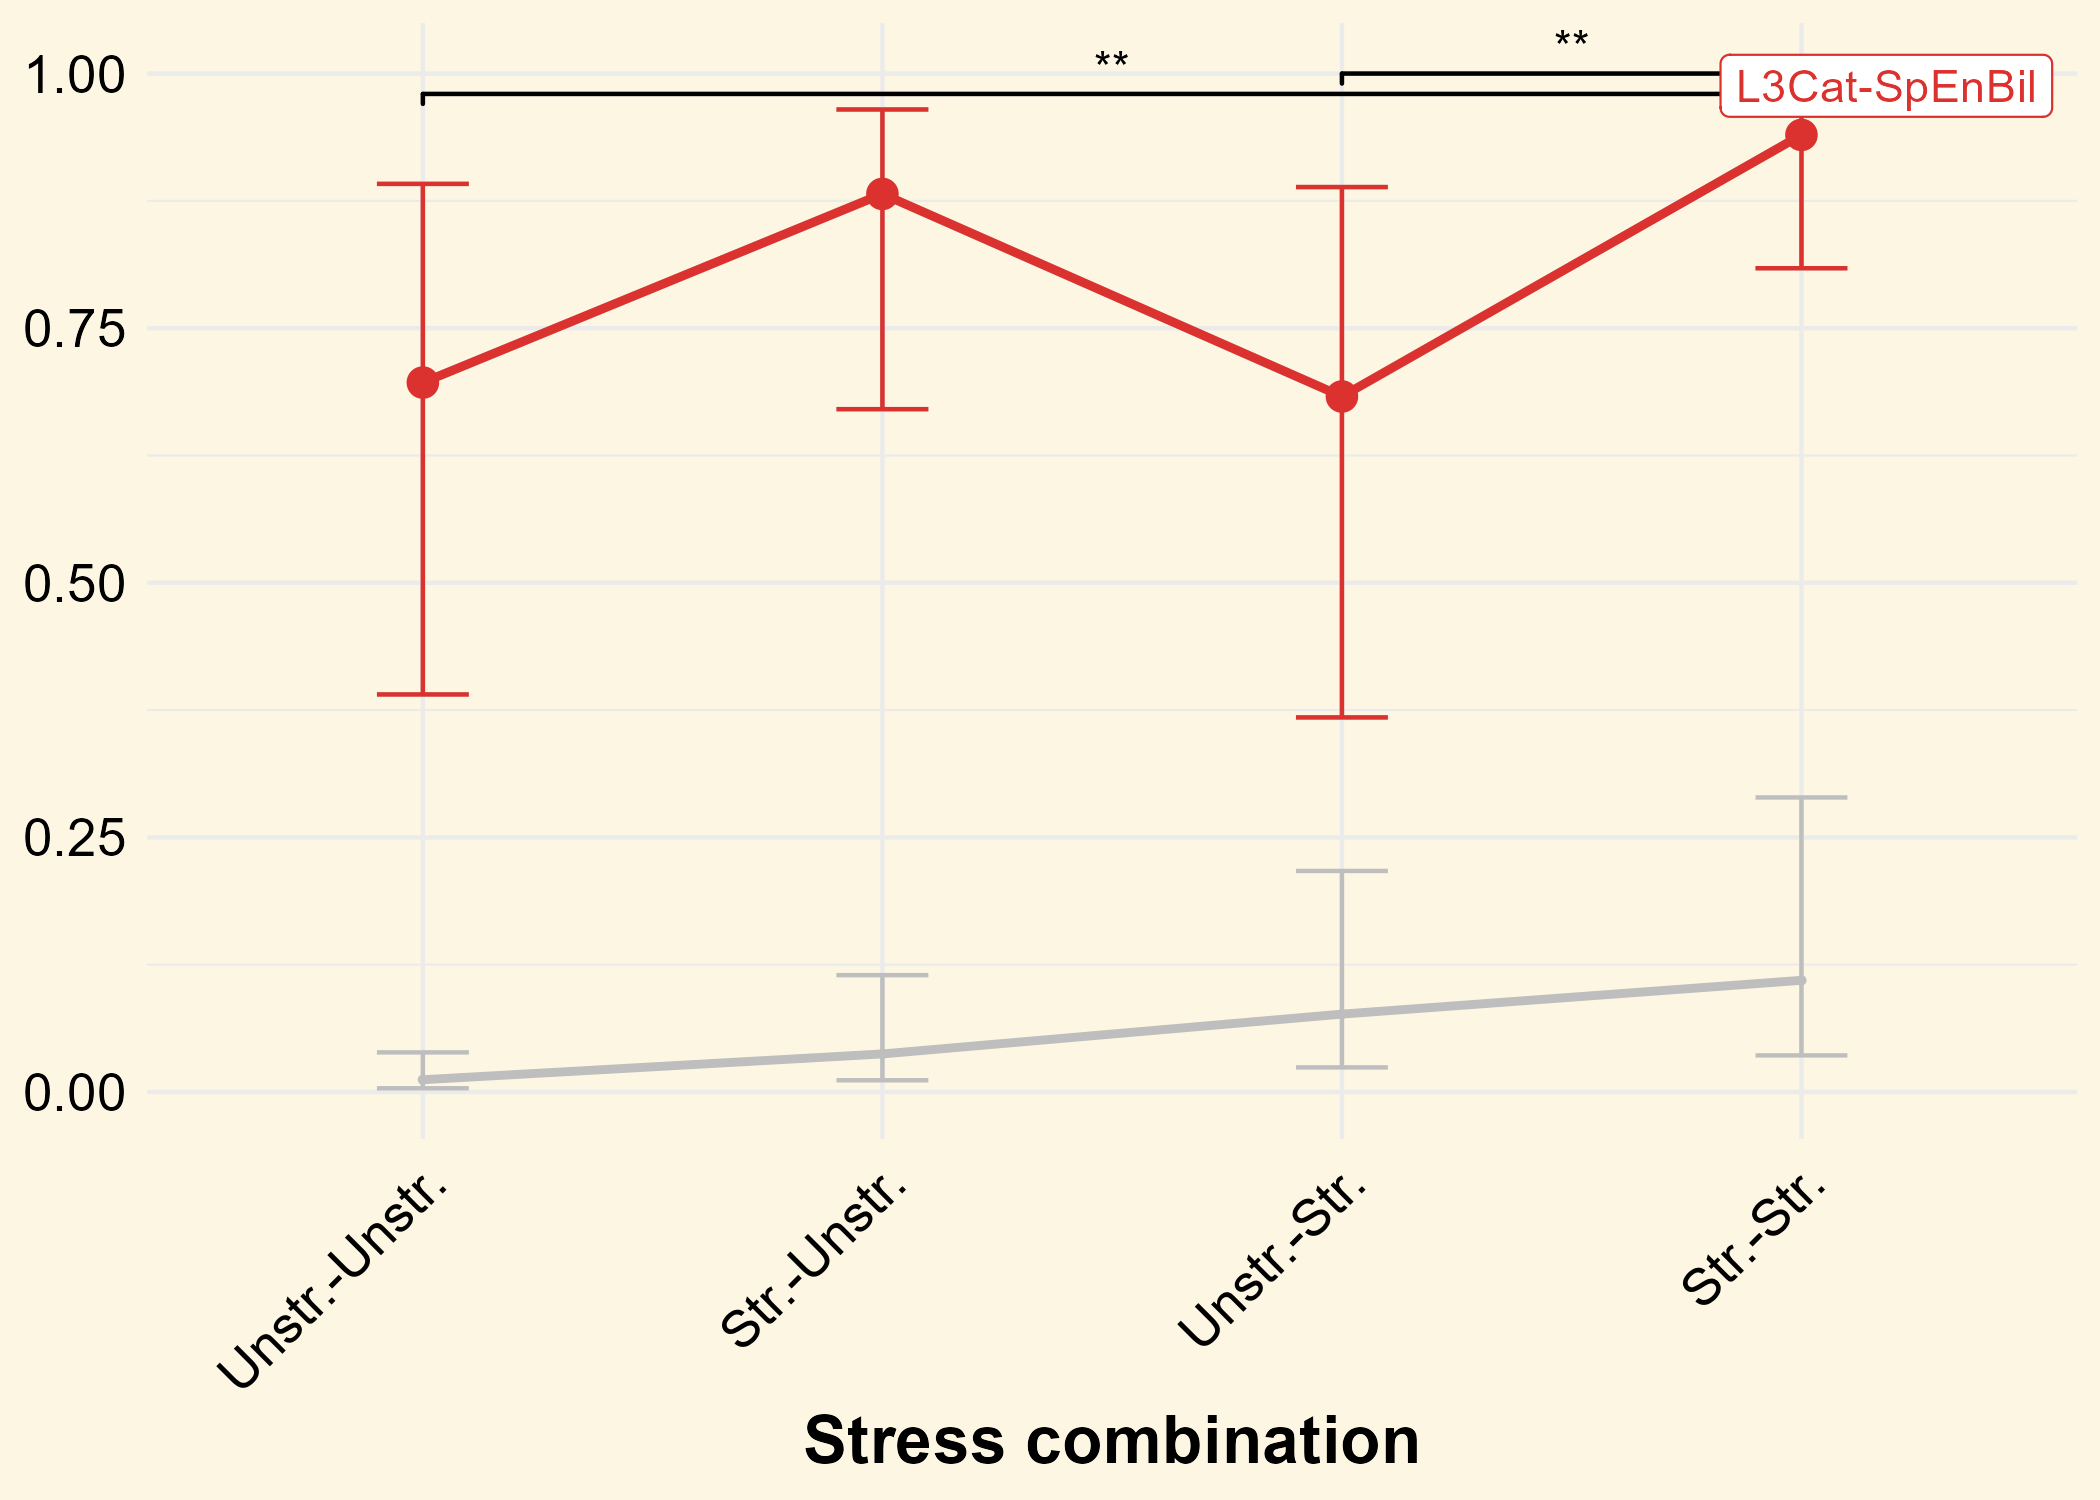 **
**
1.00
L3Cat-SpEnBil
0.75
0.50
0.25
0.00
Unstr.-Unstr.
Str.-Unstr.
Unstr.-Str.
Str.-Str.
Stress combination